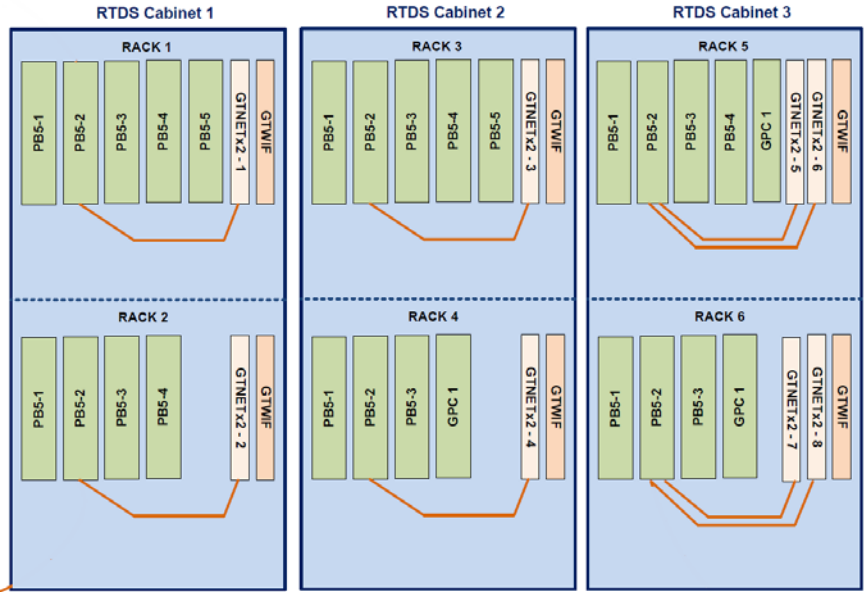 RTDS Cabinet 1
RACK 1
PB5-1
PB5-2
PB5-3
PB5-4
PB5-5
GTNETx2 - 1
GTWIF
RACK 2
PB5-1
PB5-2
PB5-3
PB5-4
GTNETx2 - 2
GTWIF
RTDS Cabinet 2
RACK 3
PB5-1
PB5-2
PB5-3
PB5-4
PB5-5
GTNETx2 - 3
GTWIF
RACK 4
PB5-1
PB5-2
PB5-3
GPC 1
GTNETx2 - 4
GTWIF
RTDS Cabinet 3
RACK 5
PB5-1
PB5-2
PB5-3
PB5-4
GPC 1
GTNETx2 - 5
GTNETx2 - 6
GTWIF
RACK 6
PB5-1
PB5-2
PB5-3
GPC 1
GTNETx2 - 7
GTNETx2 - 8
GTWIF